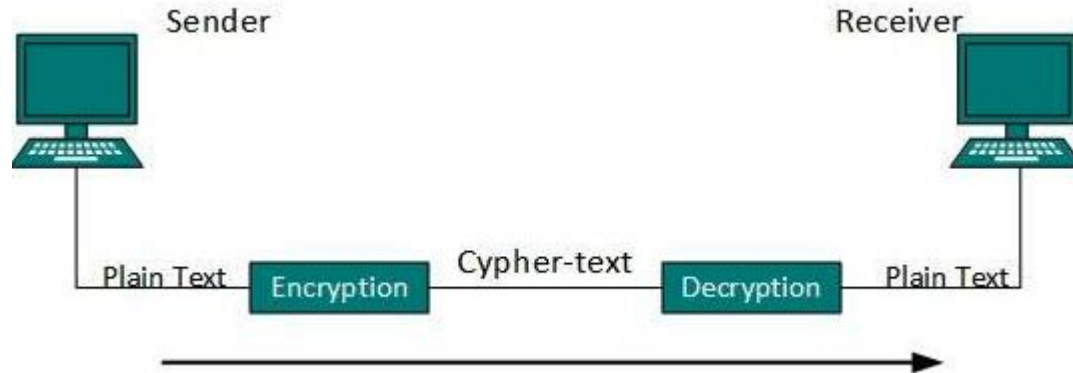 Sender
Receiver
Plain Text
Encryption
Cypher-text
Decryption
Plain Text